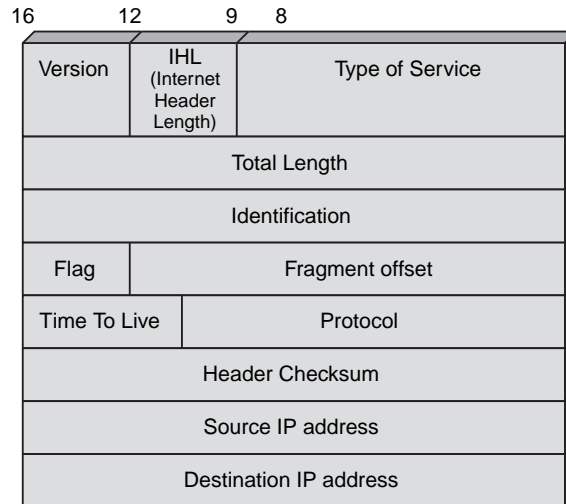 16 12 9 8
Version
IHL
(Internet
Header
Length)
Type of Service
Total Length
Identification
Flag Fragment offset
Time To Live Protocol
Header Checksum
Source IP address
Destination IP address